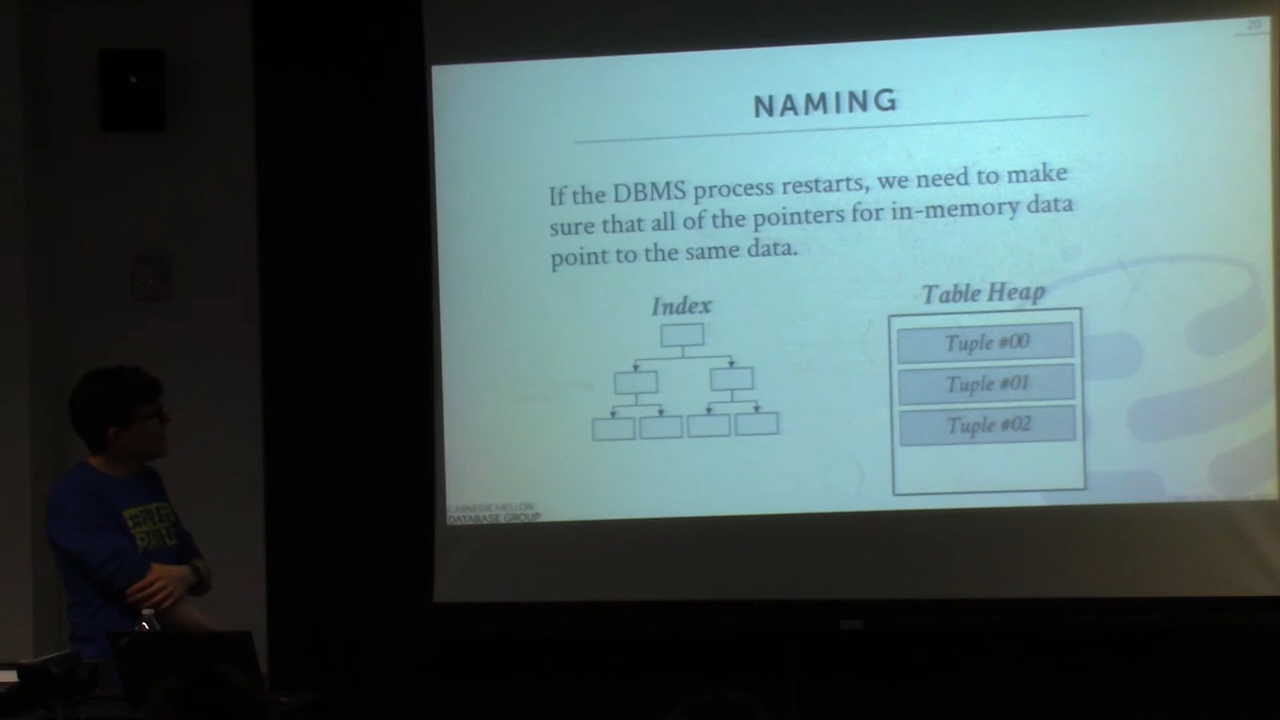 NAMING
If the DBMS process restarts, we need to make
sure that all of the pointers for in-memory data
point to the same data.
Index
Table Heap
Tuple #00
Tuple #01
Tuple #02
CARNEGIE MELLON
DATABASE GROUP